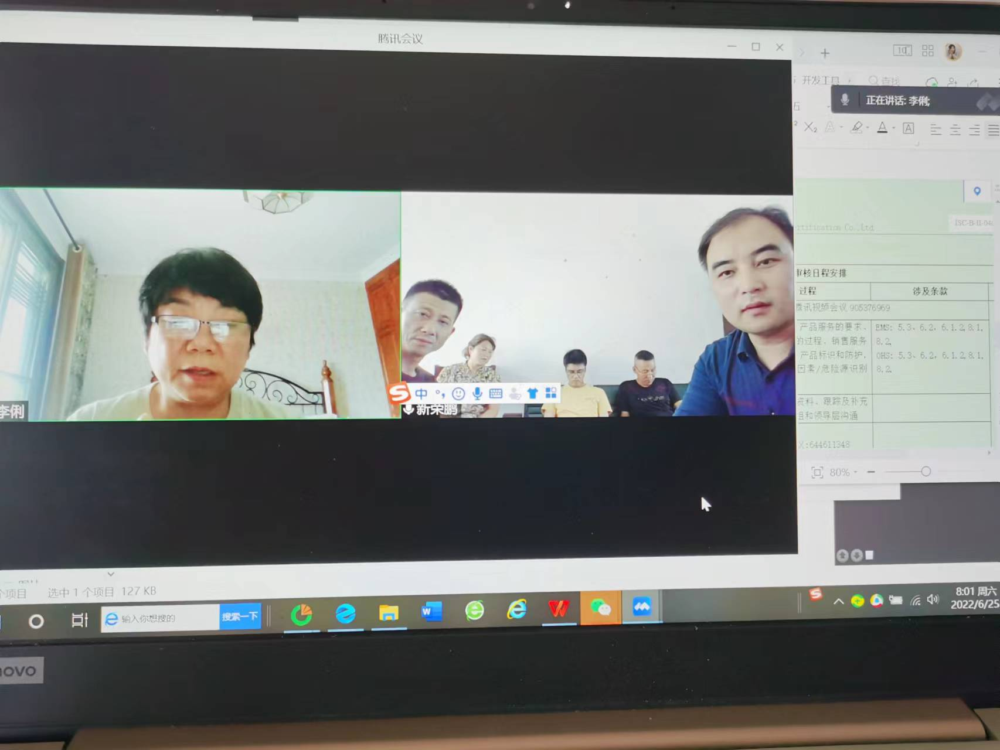 腾讯会议
开发工具
查找
正在讲话: 李俐;
ISC-B-II-04
rtification Co.,Ltd
审核日程安排
过程
涉及条款
腾讯视频会议 905376969
产品服务的要求、
EMS: 5.3、6.2、6.1.2,8.1,
的过程、销售服务
8.2,
产品标识和防护,
OHS: 5.3、6.2, 6.1.2,8.1,
因素/危险源识别
8.2,
资料、跟踪及补充
组和领导层沟通
X:644611348
李俐
中
新荣鹏
80%
个项目
选中 1 个项目 127 KB
输入你想搜的
搜索一下
8:01 周六
2022/6/25
novo